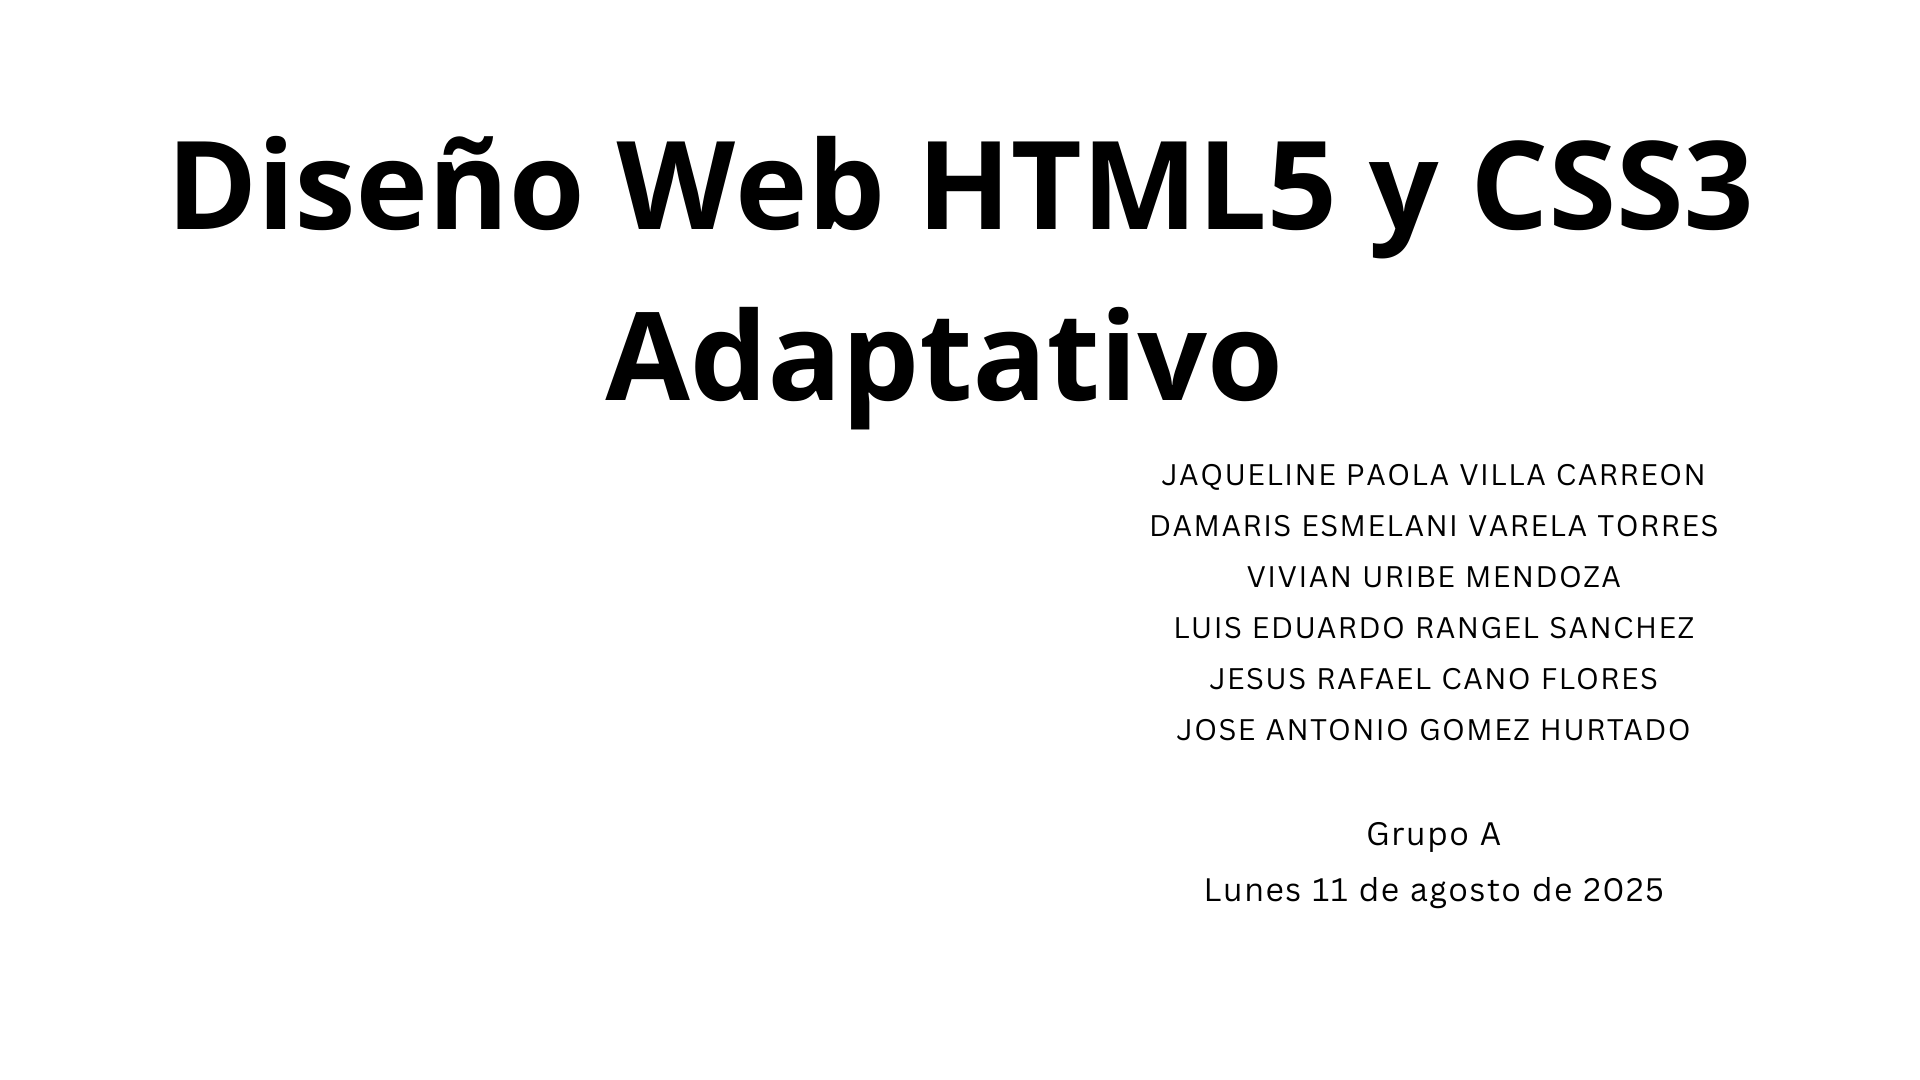 Diseño Web HTML5 y CSS3
Adaptativo
JAQUELINE PAOLA VILLA CARREON
DAMARIS ESMELANI VARELA TORRES
VIVIAN URIBE MENDOZA
LUIS EDUARDO RANGEL SANCHEZ
JESUS RAFAEL CANO FLORES
JOSE ANTONIO GOMEZ HURTADO
Grupo A
Lunes 11 de agosto de 2025